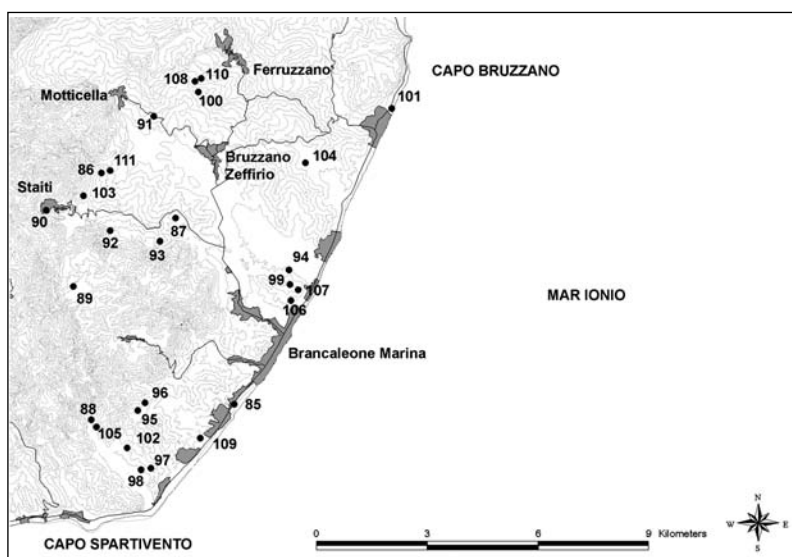 Ferruzzano
CAPO BRUZZANO
108
110
100
101
Motticella
91
Bruzzano
Zeffirio
104
86
111
103
Staiti
90
92
87
93
94
99
107
106
89
MAR IONIO
Brancaleone Marina
96
95
88
105
102
85
109
98
97
CAPO SPARTIVENTO
0
3
6
9
Kilometers
N
W
E
S